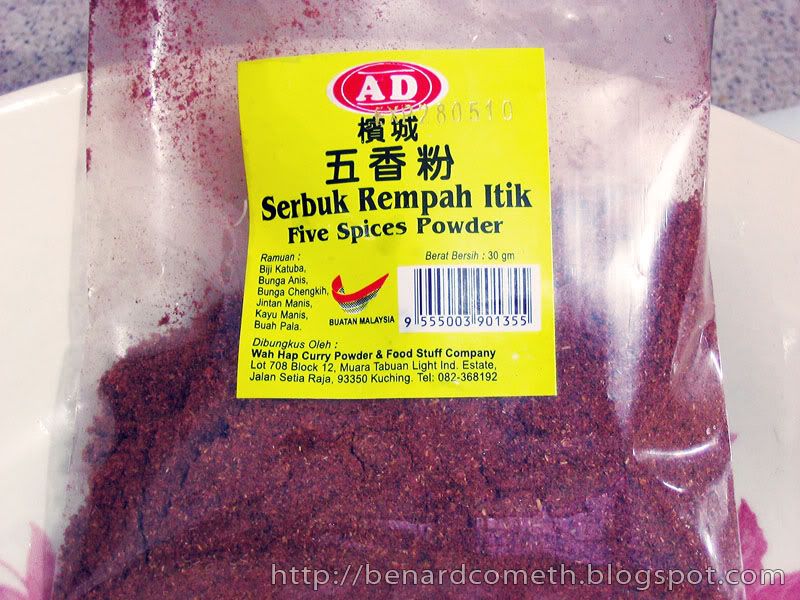 AD
280510
檳城
五香粉
Serbuk Rempah Itik
Five Spices Powder
Ramuan :
Biji Katuba,
Bunga Anis,
Bunga Chengkih,
Jintan Manis,
Kayu Manis,
Buah Pala.
Berat Bersih : 30 gm
BUATAN MALAYSIA
9 555003 901355
Dibungkus Oleh :
Wah Hap Curry Powder & Food Stuff Company
Lot 708 Block 12, Muara Tabuan Light Ind. Estate,
Jalan Setia Raja, 93350 Kuching. Tel: 082-368192
http://benardcometh.blogspot.com